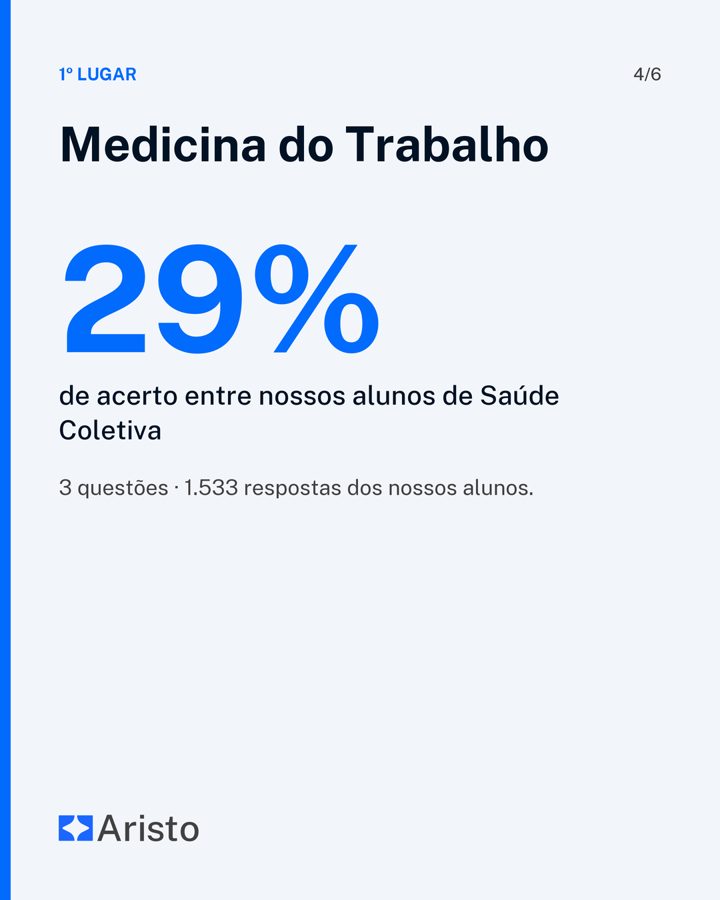 1º LUGAR
4/6
Medicina do Trabalho
29%
de acerto entre nossos alunos de Saúde
Coletiva
3 questões · 1.533 respostas dos nossos alunos.
Aristo